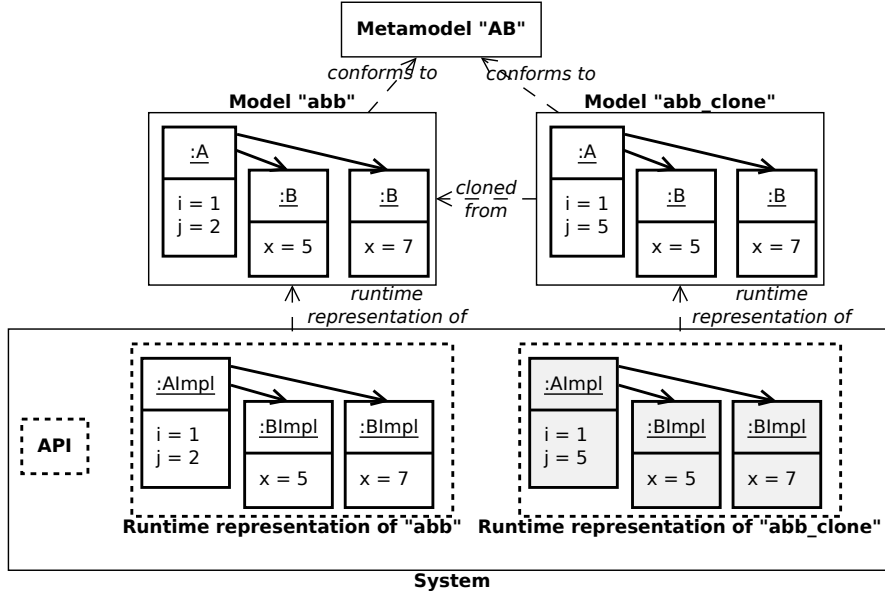 Metamodel "AB"
conforms to
conforms to
Model "abb"
Model "abb_clone"
:A
i = 1
j = 2
:B
x = 5
:B
x = 7
cloned
from
:A
i = 1
j = 5
:B
x = 5
:B
x = 7
runtime
representation of
runtime
representation of
API
:AImpl
i = 1
j = 2
:BImpl
x = 5
:BImpl
x = 7
Runtime representation of "abb"
:AImpl
i = 1
j = 5
:BImpl
x = 5
:BImpl
x = 7
Runtime representation of "abb_clone"
System